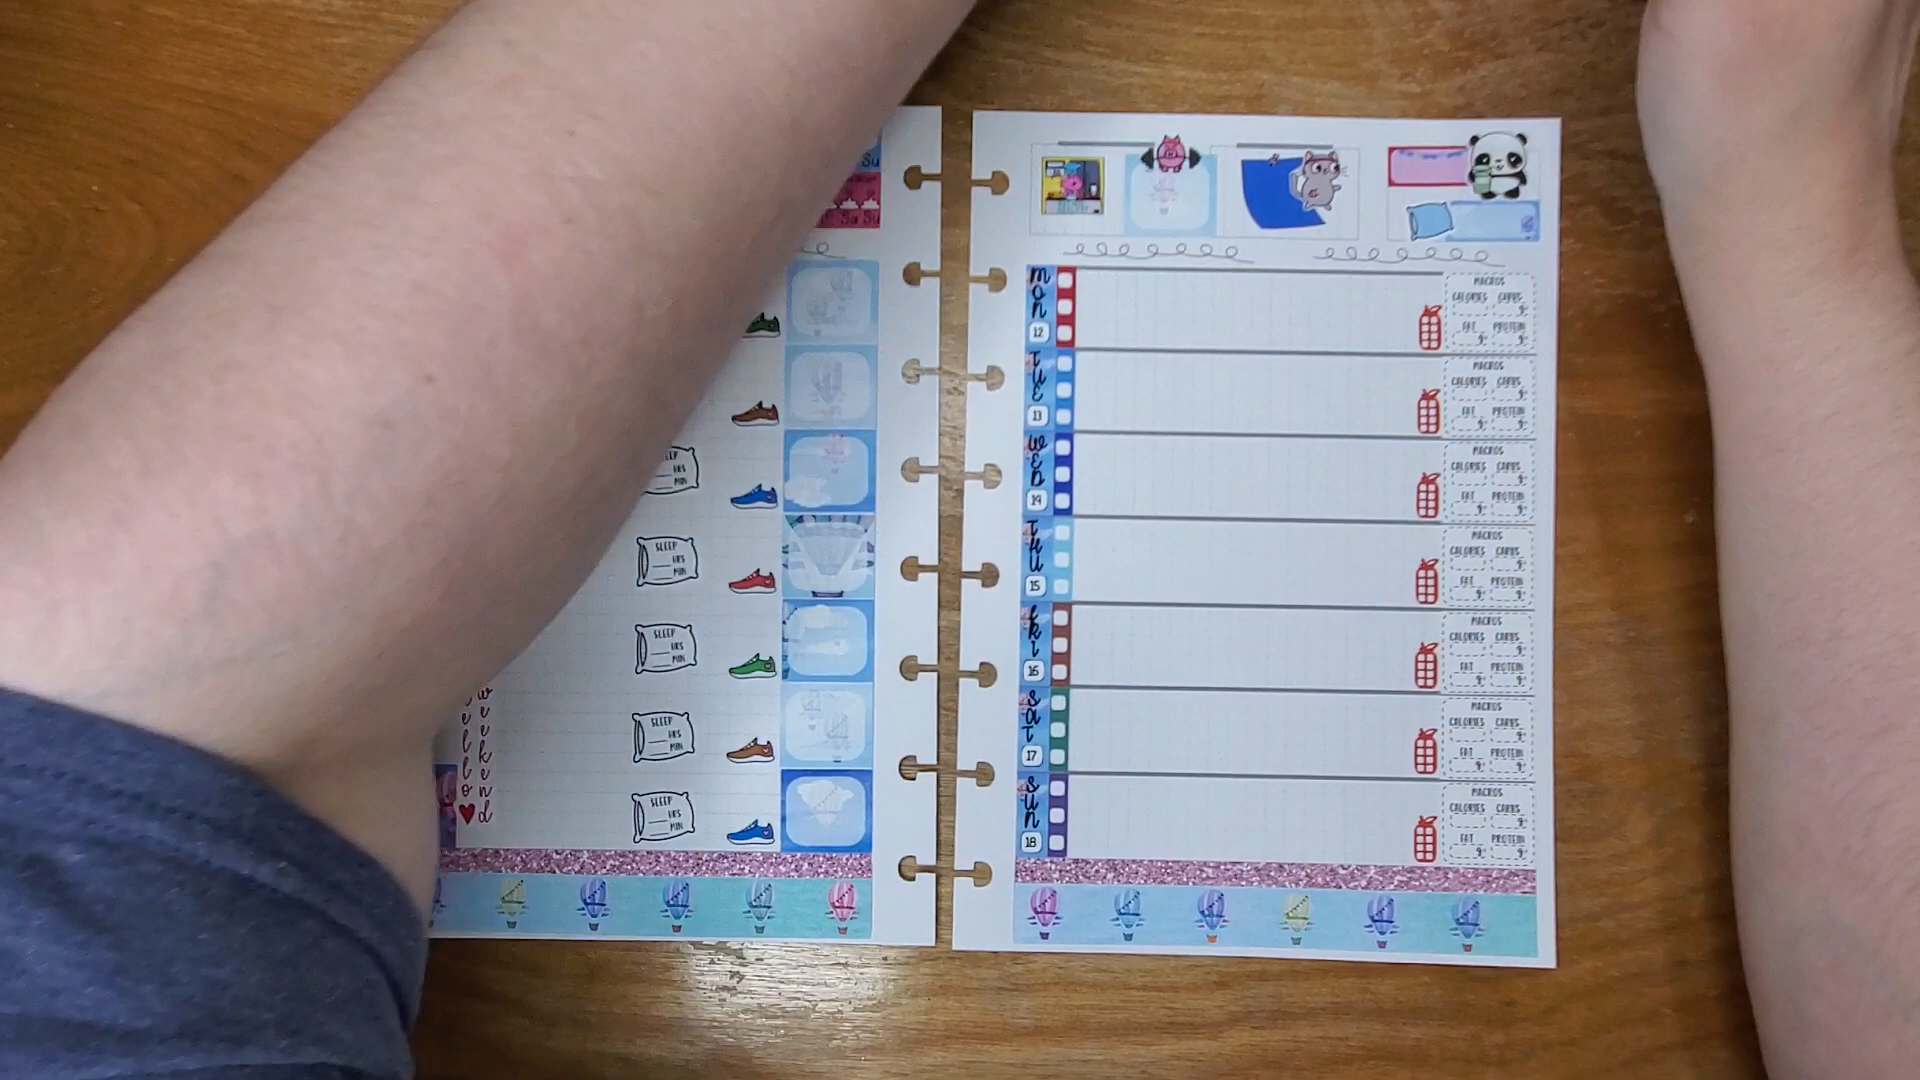 Su
Sa Su
SLEEP
HRS
MIN
SLEEP
HRS
MIN
SLEEP
HRS
MIN
SLEEP
HRS
MIN
SLEEP
HRS
MIN
weekend
mon
12
MACROS
CALORIES CARBS
g
FAT PROTEIN
g g
TUE
13
MACROS
CALORIES CARBS
g
FAT PROTEIN
g g
WED
14
MACROS
CALORIES CARBS
g
FAT PROTEIN
g g
THU
15
MACROS
CALORIES CARBS
g
FAT PROTEIN
g g
FRI
16
MACROS
CALORIES CARBS
g
FAT PROTEIN
g g
SAT
17
MACROS
CALORIES CARBS
g
FAT PROTEIN
g g
SUN
18
MACROS
CALORIES CARBS
g
FAT PROTEIN
g g